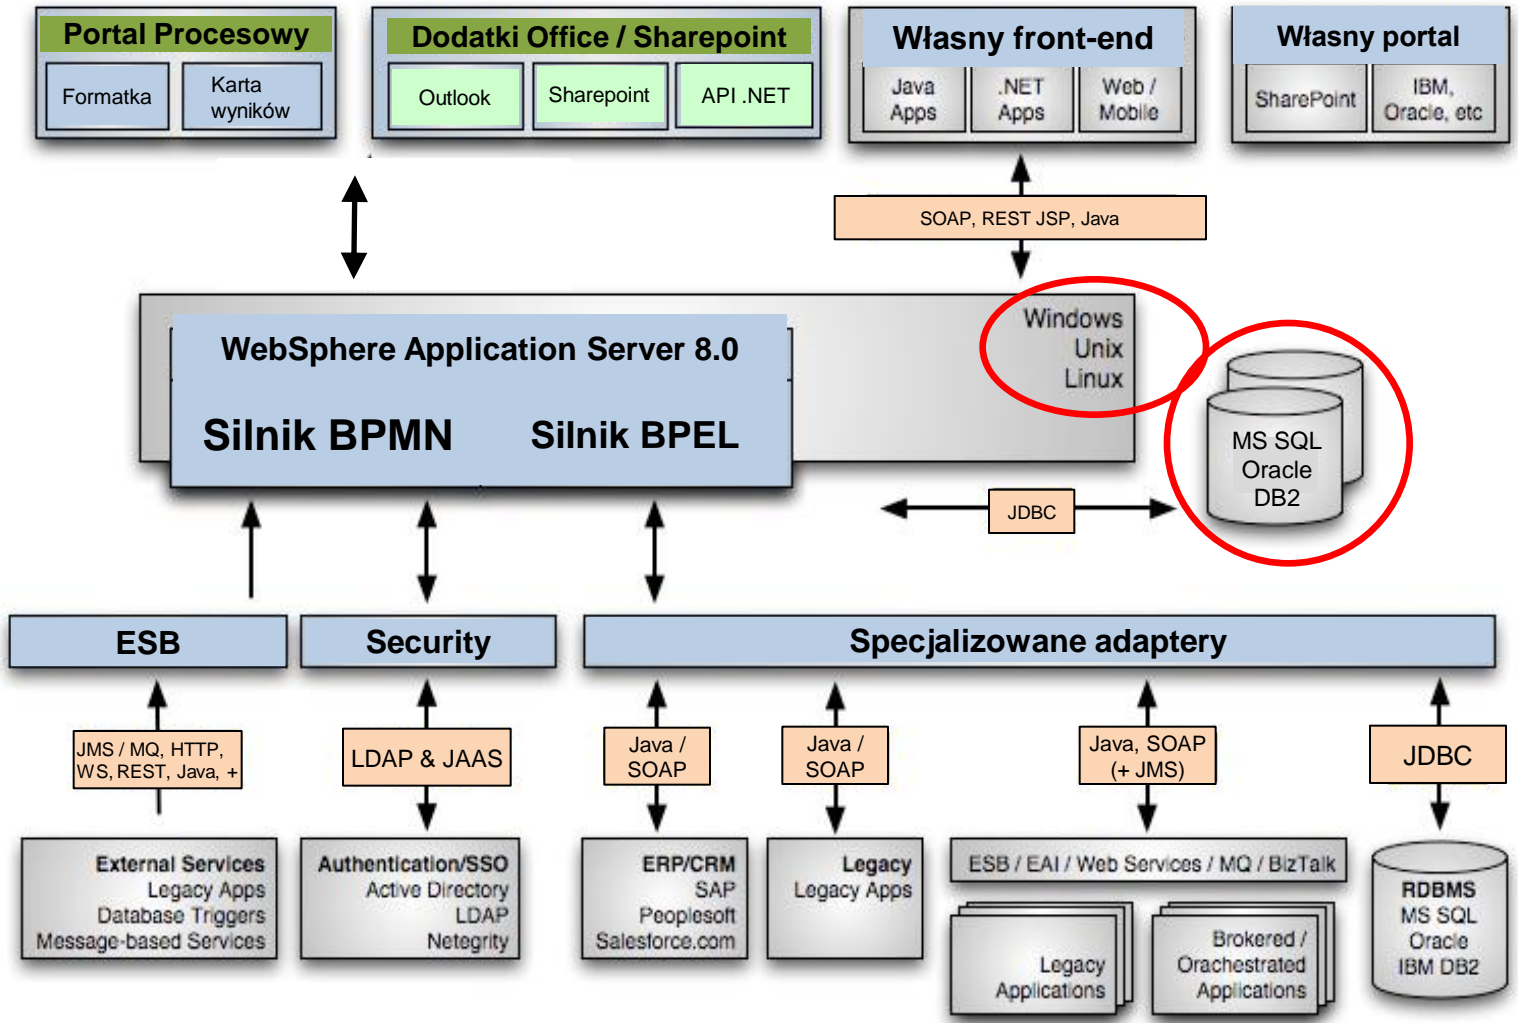 Portal Procesowy
Formatka
Karta
wyników
Dodatki Office / Sharepoint
Outlook
Sharepoint
API .NET
Własny front-end
Java
Apps
.NET
Apps
Web /
Mobile
Własny portal
SharePoint
IBM,
Oracle, etc
SOAP, REST JSP, Java
WebSphere Application Server 8.0
Silnik BPMN
Silnik BPEL
Windows
Unix
Linux
MS SQL
Oracle
DB2
JDBC
ESB
Security
Specjalizowane adaptery
JMS / MQ, HTTP,
WS, REST, Java, +
LDAP & JAAS
Java /
SOAP
Java /
SOAP
Java, SOAP
(+ JMS)
JDBC
External Services
Legacy Apps
Database Triggers
Message-based Services
Authentication/SSO
Active Directory
LDAP
Netegrity
ERP/CRM
SAP
Peoplesoft
Salesforce.com
Legacy
Legacy Apps
ESB / EAI / Web Services / MQ / BizTalk
Legacy
Applications
Brokered /
Orachestrated
Applications
RDBMS
MS SQL
Oracle
IBM DB2